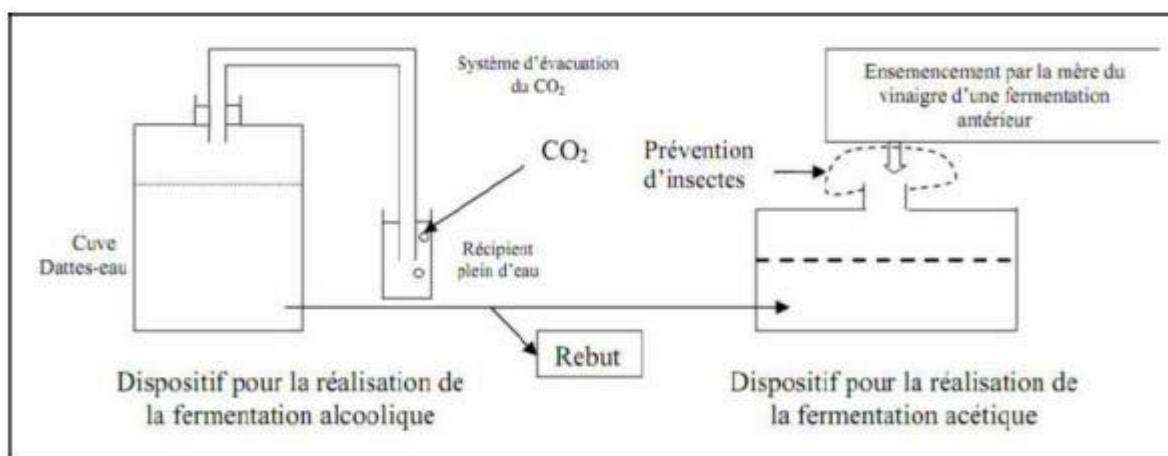 Système d'évacuation
du CO₂
CO₂
Cuve
Dattes-eau
Récipient
plein d'eau
Rebut
Dispositif pour la réalisation de
la fermentation alcoolique
Ensemencement par la mère du
vinaigre d'une fermentation
antérieur
Prévention
d'insectes
Dispositif pour la réalisation de
la fermentation acétique